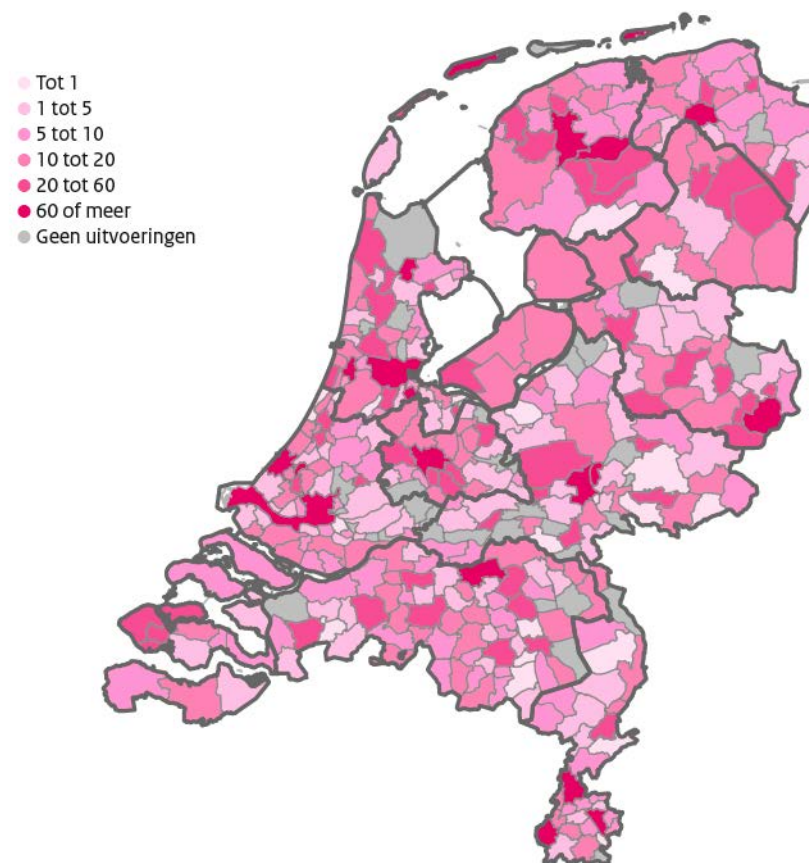 Tot 1
1 tot 5
5 tot 10
10 tot 20
20 tot 60
60 of meer
Geen uitvoeringen